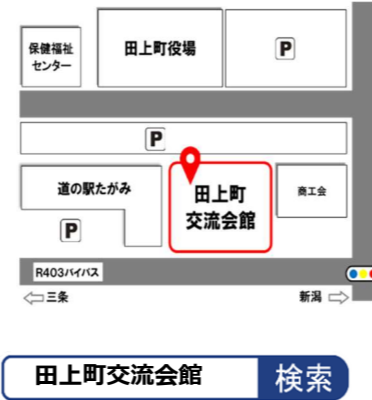 保健福祉
センター
田上町役場
P
P
道の駅たがみ
P
田上町
交流会館
商工会
R403バイパス
三条
新潟
田上町交流会館
検索